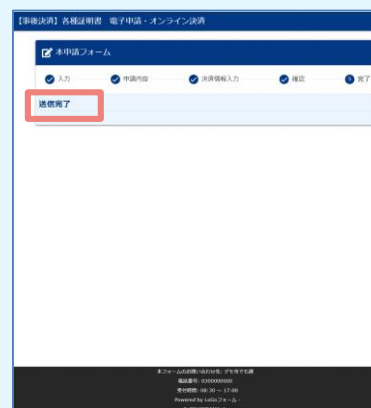 【事後決済】各種証明書 電子申請・オンライン決済
本申請フォーム
入力 申請内容 決済情報入力 確認 完了
送信完了
本フォームのお問い合わせ先: デモ市でも課
電話番号: 0300000000
受付時間: 08:30 ～ 17:00
Powered by LoGoフォーム -